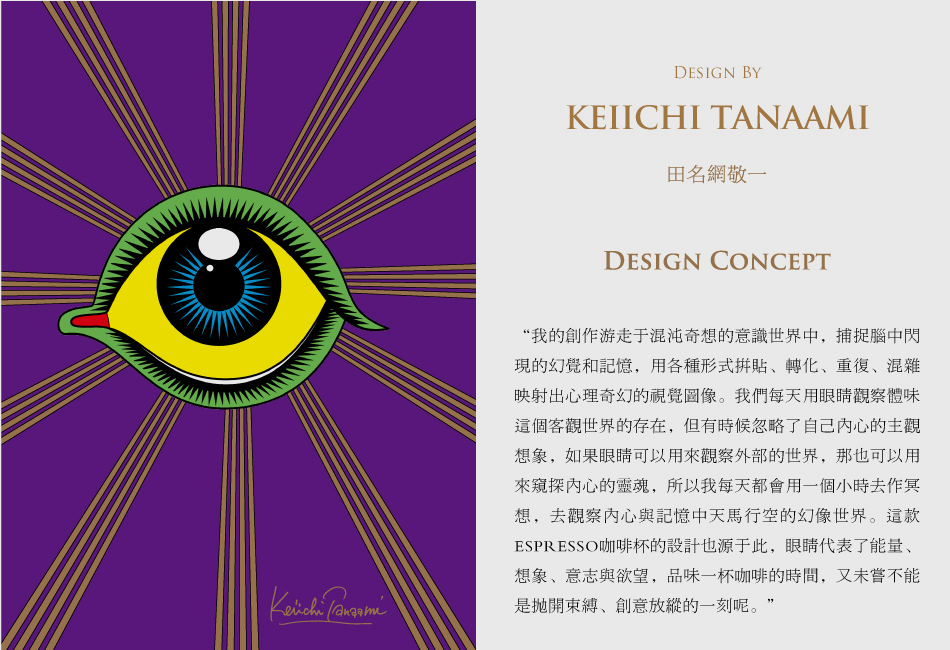 DESIGN BY
KEIICHI TANAAMI
田名網敬一
DESIGN CONCEPT
“我的創作游走于混沌奇想的意識世界中，捕捉腦中閃
現的幻覺和記憶，用各種形式拼貼、轉化、重復、混雜
映射出心理奇幻的視覺圖像。我們每天用眼睛觀察體味
這個客觀世界的存在，但有時候忽略了自己內心的主觀
想象，如果眼睛可以用來觀察外部的世界，那也可以用
來窺探內心的靈魂，所以我每天都會用一個小時去作冥
想，去觀察內心與記憶中天馬行空的幻像世界。這款
ESPRESSO咖啡杯的設計也源于此，眼睛代表了能量、
想象、意志與欲望，品味一杯咖啡的時間，又未嘗不能
是拋開束縛、創意放縱的一刻呢。”
Keiichi Tanaami